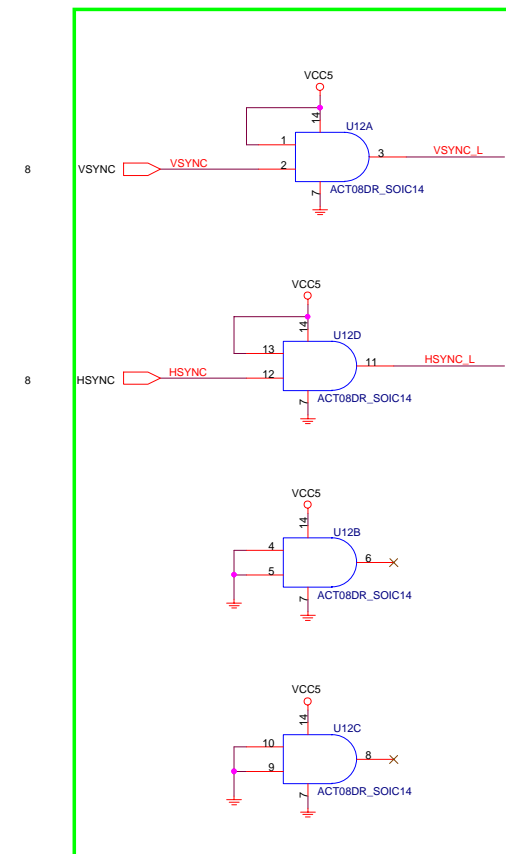 VCC5
14
U12A
1
3
VSYNC_L
8
VSYNC
VSYNC
2
7
ACT08DR_SOIC14
VCC5
14
U12D
13
11
HSYNC_L
8
HSYNC
HSYNC
12
7
ACT08DR_SOIC14
VCC5
14
U12B
4
6
5
7
ACT08DR_SOIC14
VCC5
14
U12C
10
8
9
7
ACT08DR_SOIC14